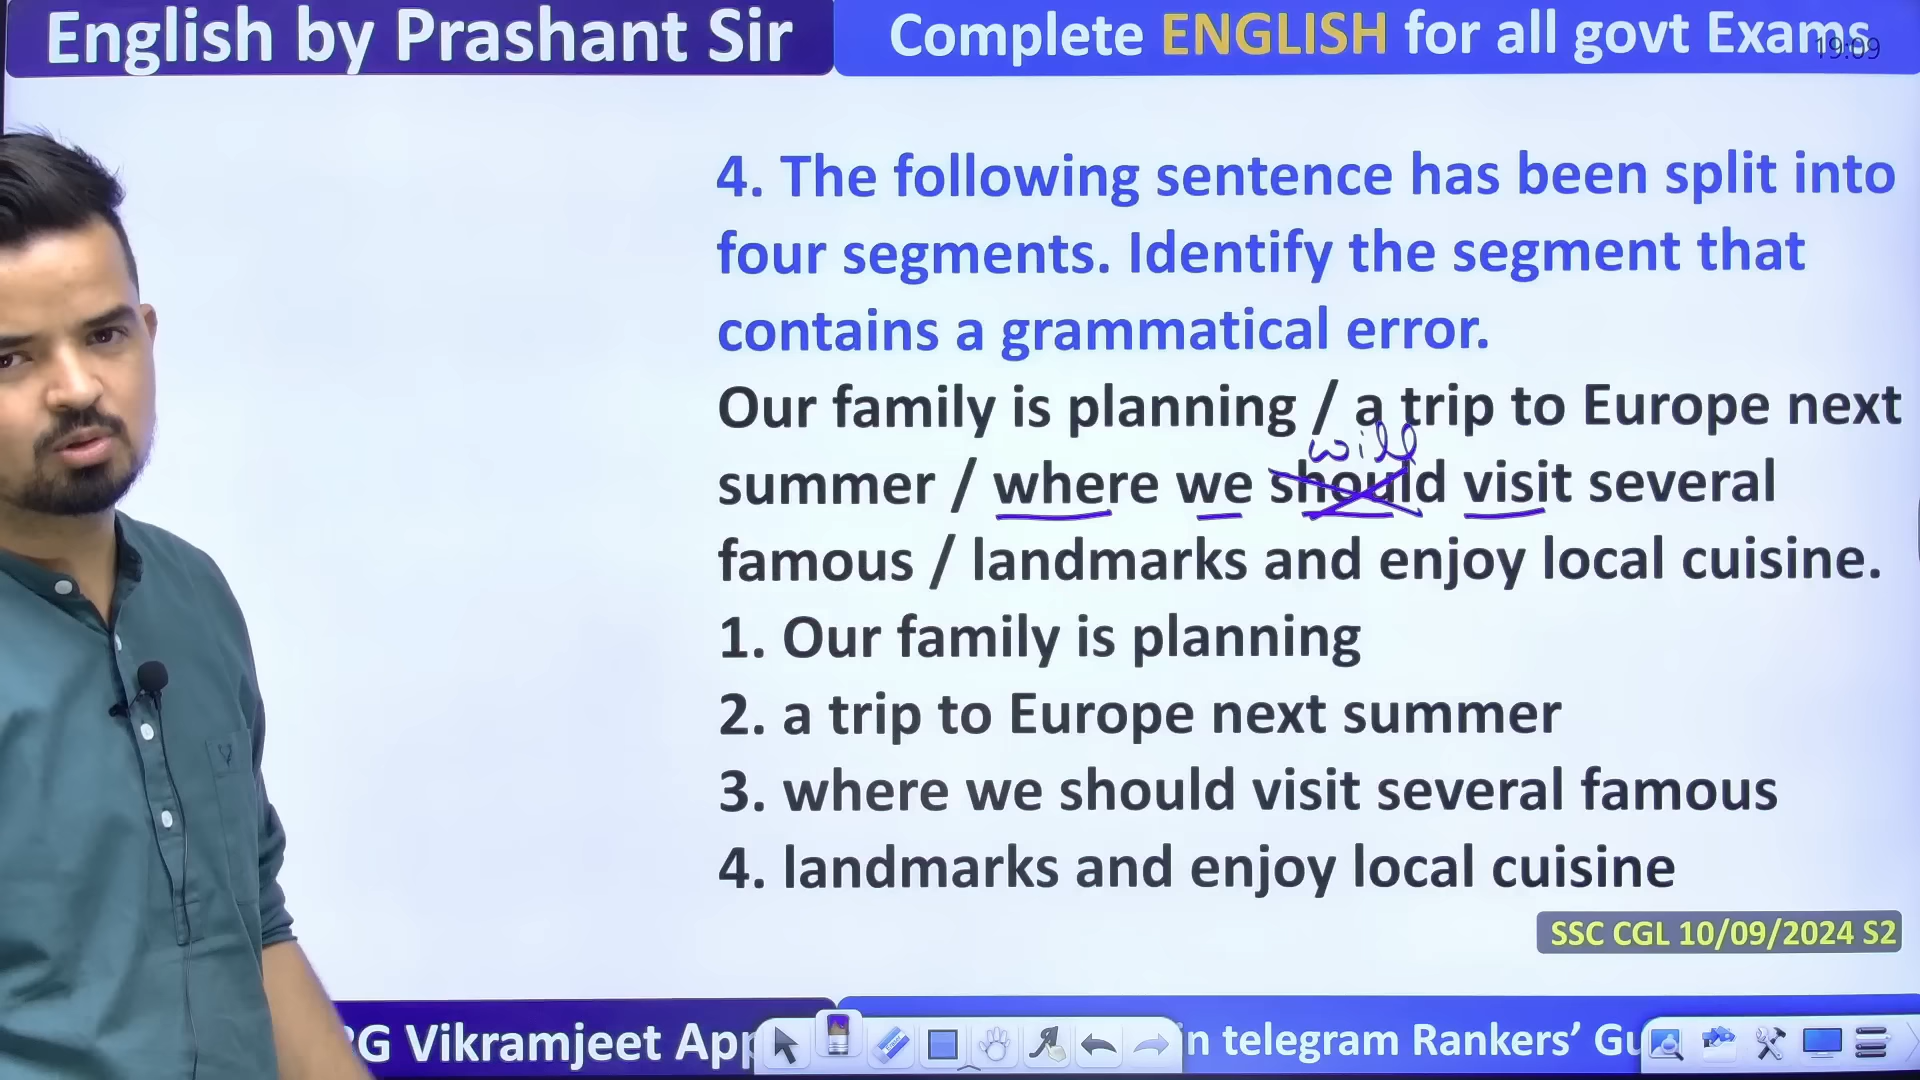 English by Prashant Sir
Complete ENGLISH for all govt Exams
19:09
4. The following sentence has been split into
four segments. Identify the segment that
contains a grammatical error.
Our family is planning / a trip to Europe next
will
summer / where we should visit several
famous / landmarks and enjoy local cuisine.
1. Our family is planning
2. a trip to Europe next summer
3. where we should visit several famous
4. landmarks and enjoy local cuisine
SSC CGL 10/09/2024 S2
Vikramjeet App
in telegram Rankers’ Gu